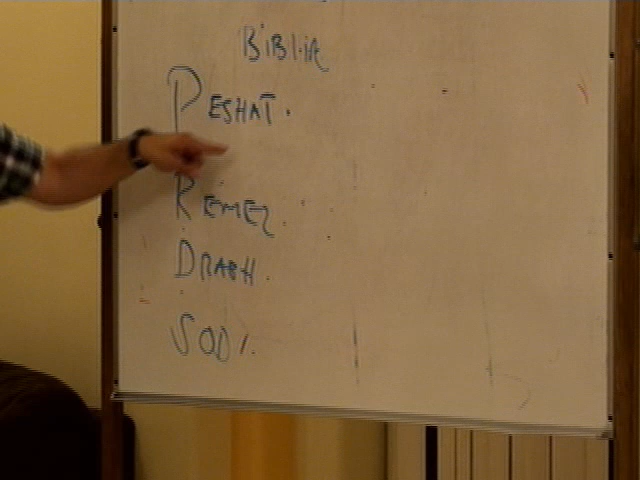 Biblia
PESHAT.
REMEZ.
DRASH.
SOD/.